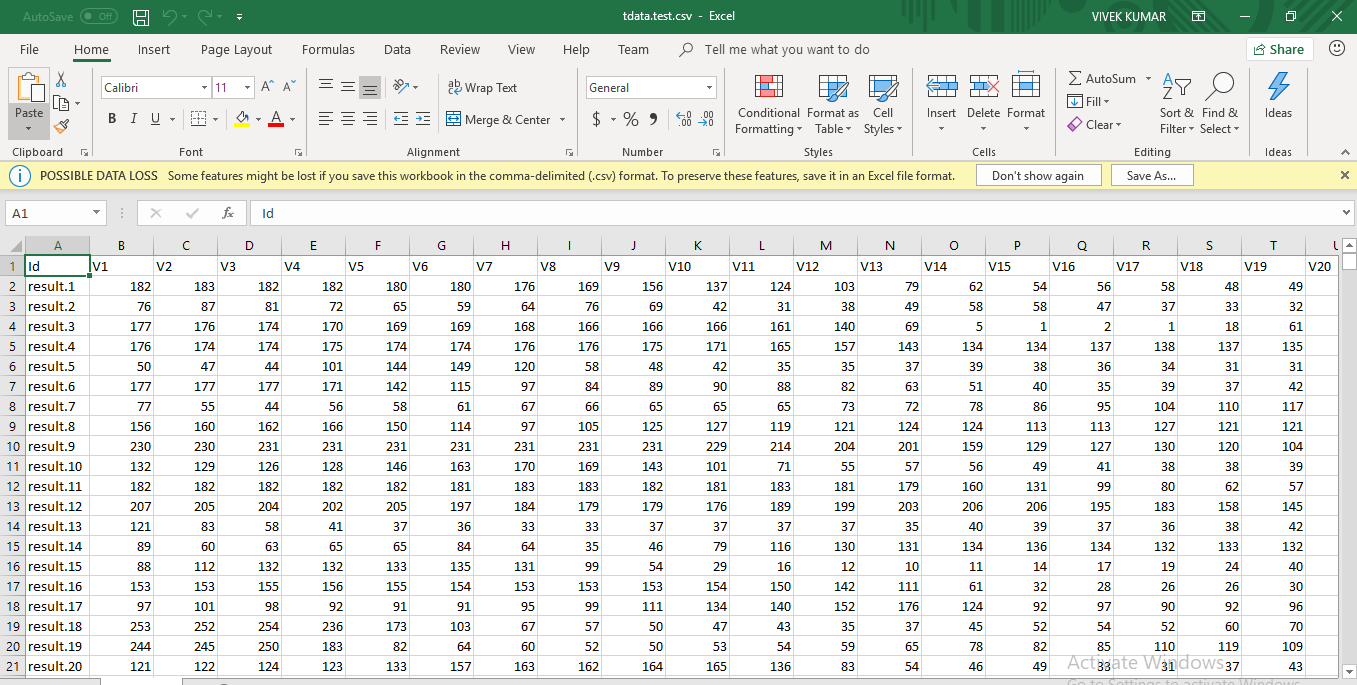 AutoSave Off tdata.test.csv - Excel VIVEK KUMAR
File Home Insert Page Layout Formulas Data Review View Help Team Tell me what you want to do Share
Calibri 11 A A ab Wrap Text General AutoSum
Paste B I U A Merge & Center $ % 9 .00 .00 Conditional Formatting Format as Table Cell Styles Insert Delete Format Fill Clear Sort & Filter Find & Select Ideas
Clipboard Font Alignment Number Styles Cells Editing Ideas
POSSIBLE DATA LOSS Some features might be lost if you save this workbook in the comma-delimited (.csv) format. To preserve these features, save it in an Excel file format. Don't show again Save As...
A1 fx Id
A B C D E F G H I J K L M N O P Q R S T U
1 Id V1 V2 V3 V4 V5 V6 V7 V8 V9 V10 V11 V12 V13 V14 V15 V16 V17 V18 V19 V20
2 result.1 182 183 182 182 180 180 176 169 156 137 124 103 79 62 54 56 58 48 49
3 result.2 76 87 81 72 65 59 64 76 69 42 31 38 49 58 58 47 37 33 32
4 result.3 177 176 174 170 169 169 168 166 166 166 161 140 69 5 1 2 1 18 61
5 result.4 176 174 174 175 174 174 176 176 175 171 165 157 143 134 134 137 138 137 135
6 result.5 50 47 44 101 144 149 120 58 48 42 35 35 37 39 38 36 34 31 31
7 result.6 177 177 177 171 142 115 97 84 89 90 88 82 63 51 40 35 39 37 42
8 result.7 77 55 44 56 58 61 67 66 65 65 65 73 72 78 86 95 104 110 117
9 result.8 156 160 162 166 150 114 97 105 125 127 119 121 124 124 113 113 127 121 121
10 result.9 230 230 231 231 231 231 231 231 231 229 214 204 201 159 129 127 130 120 104
11 result.10 132 129 126 128 146 163 170 169 143 101 71 55 57 56 49 41 38 38 39
12 result.11 182 182 182 182 182 181 183 183 182 181 183 181 179 160 131 99 80 62 57
13 result.12 207 205 204 202 205 197 184 179 179 176 189 199 203 206 206 195 183 158 145
14 result.13 121 83 58 41 37 36 33 33 37 37 37 37 35 40 39 37 36 38 42
15 result.14 89 60 63 65 65 84 64 35 46 79 116 130 131 134 136 134 132 133 132
16 result.15 88 112 132 132 133 135 131 99 54 29 16 12 10 11 14 17 19 24 40
17 result.16 153 153 155 156 155 154 153 153 153 154 150 142 111 61 32 28 26 26 30
18 result.17 97 101 98 92 91 91 95 99 111 134 140 152 176 124 92 97 90 92 96
19 result.18 253 252 254 236 173 103 67 57 50 47 43 35 37 45 52 54 52 60 70
20 result.19 244 245 250 183 82 64 60 52 50 53 54 59 65 78 82 85 110 119 109
21 result.20 121 122 124 123 133 157 163 162 164 165 136 83 54 46 49 33 31 37 43
Activate Windows
Go to Settings to activate Windows.